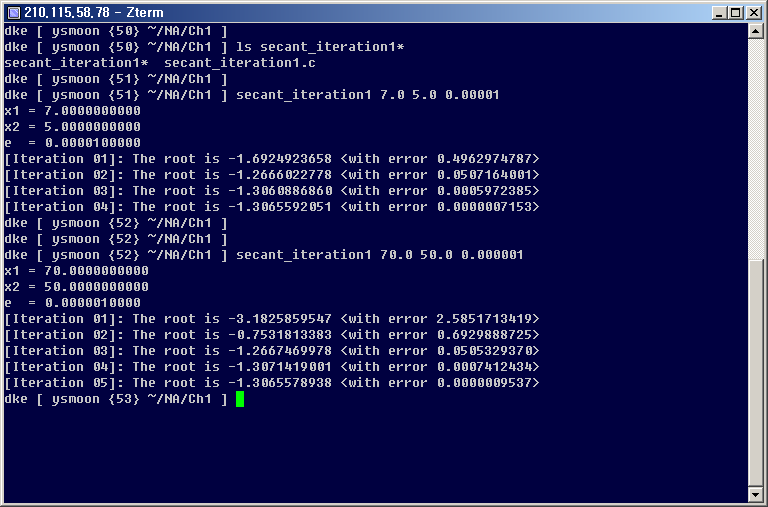 210,115,58,78 - Zterm
dke [ ysmoon {50} ~/NA/Ch1 ]
dke [ ysmoon {50} ~/NA/Ch1 ] ls secant_iteration1*
secant_iteration1*  secant_iteration1.c
dke [ ysmoon {51} ~/NA/Ch1 ]
dke [ ysmoon {51} ~/NA/Ch1 ] secant_iteration1 7.0 5.0 0.00001
x1 = 7.0000000000
x2 = 5.0000000000
e  = 0.0000100000
[Iteration 01]: The root is -1.6924923658 <with error 0.4962974787>
[Iteration 02]: The root is -1.2666022778 <with error 0.0507164001>
[Iteration 03]: The root is -1.3060886860 <with error 0.0005972385>
[Iteration 04]: The root is -1.3065592051 <with error 0.0000007153>
dke [ ysmoon {52} ~/NA/Ch1 ]
dke [ ysmoon {52} ~/NA/Ch1 ]
dke [ ysmoon {52} ~/NA/Ch1 ] secant_iteration1 70.0 50.0 0.000001
x1 = 70.0000000000
x2 = 50.0000000000
e  = 0.0000010000
[Iteration 01]: The root is -3.1825859547 <with error 2.5851713419>
[Iteration 02]: The root is -0.7531813383 <with error 0.6929888725>
[Iteration 03]: The root is -1.2667469978 <with error 0.0505329370>
[Iteration 04]: The root is -1.3071419001 <with error 0.0007412434>
[Iteration 05]: The root is -1.3065578938 <with error 0.0000009537>
dke [ ysmoon {53} ~/NA/Ch1 ]